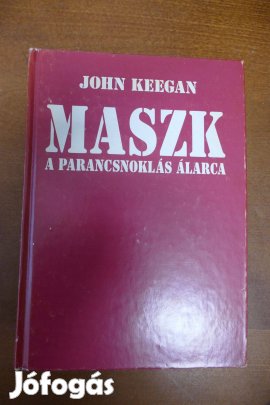 JOHN KEEGAN
MASZK
A PARANCSNOKLÁS ÁLARCA
Jófogás